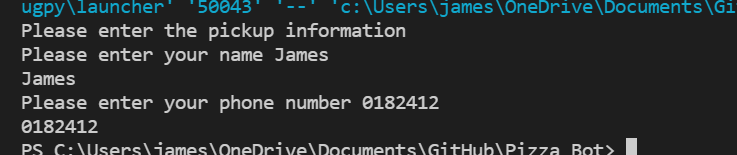 ugpy\launcher' '50043' '--' 'c:\Users\james\OneDrive\Documents\Git
Please enter the pickup information
Please enter your name James
James
Please enter your phone number 0182412
0182412
PS C:\Users\james\OneDrive\Documents\GitHub\Pizza Bot>